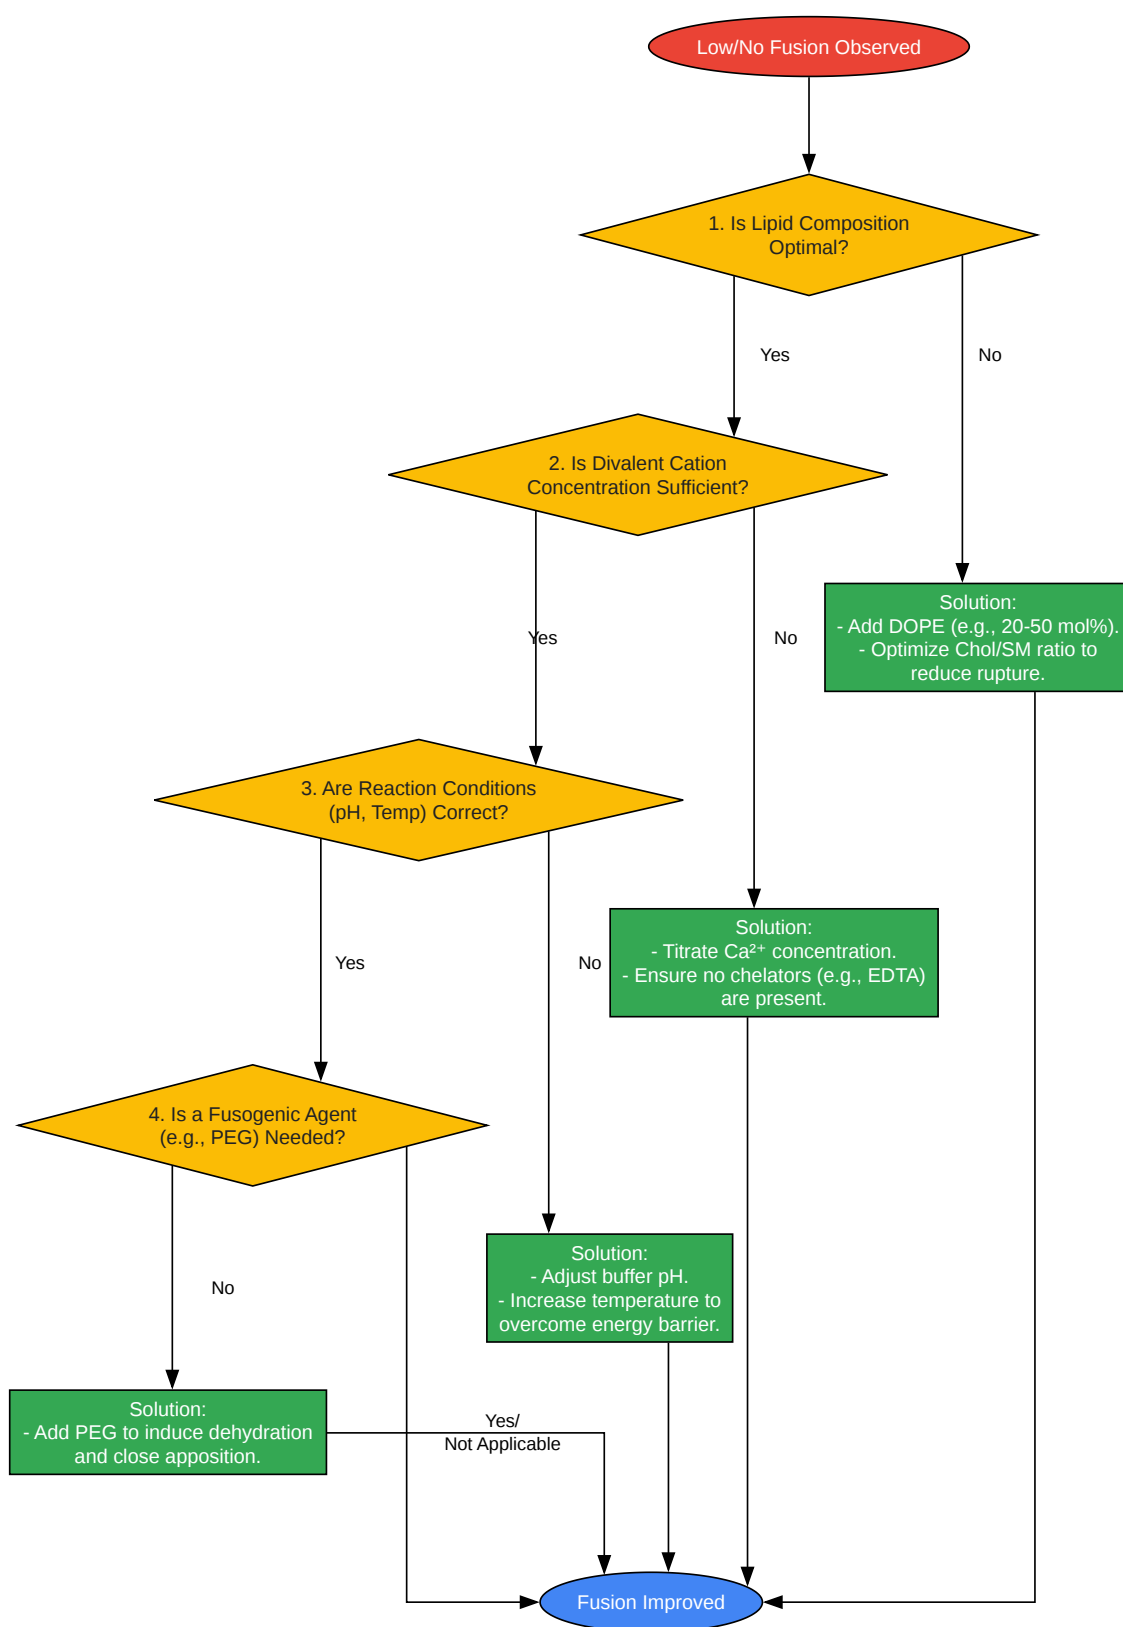 Low/No Fusion Observed
1. Is Lipid Composition
Optimal?
Yes
No
2. Is Divalent Cation
Concentration Sufficient?
Solution:
- Add DOPE (e.g., 20-50 mol%).
- Optimize Chol/SM ratio to
reduce rupture.
Yes
No
3. Are Reaction Conditions
(pH, Temp) Correct?
Solution:
- Titrate Ca²⁺ concentration.
- Ensure no chelators (e.g., EDTA)
are present.
Yes
No
4. Is a Fusogenic Agent
(e.g., PEG) Needed?
Solution:
- Adjust buffer pH.
- Increase temperature to
overcome energy barrier.
No
Solution:
- Add PEG to induce dehydration
and close apposition.
Yes/
Not Applicable
Fusion Improved